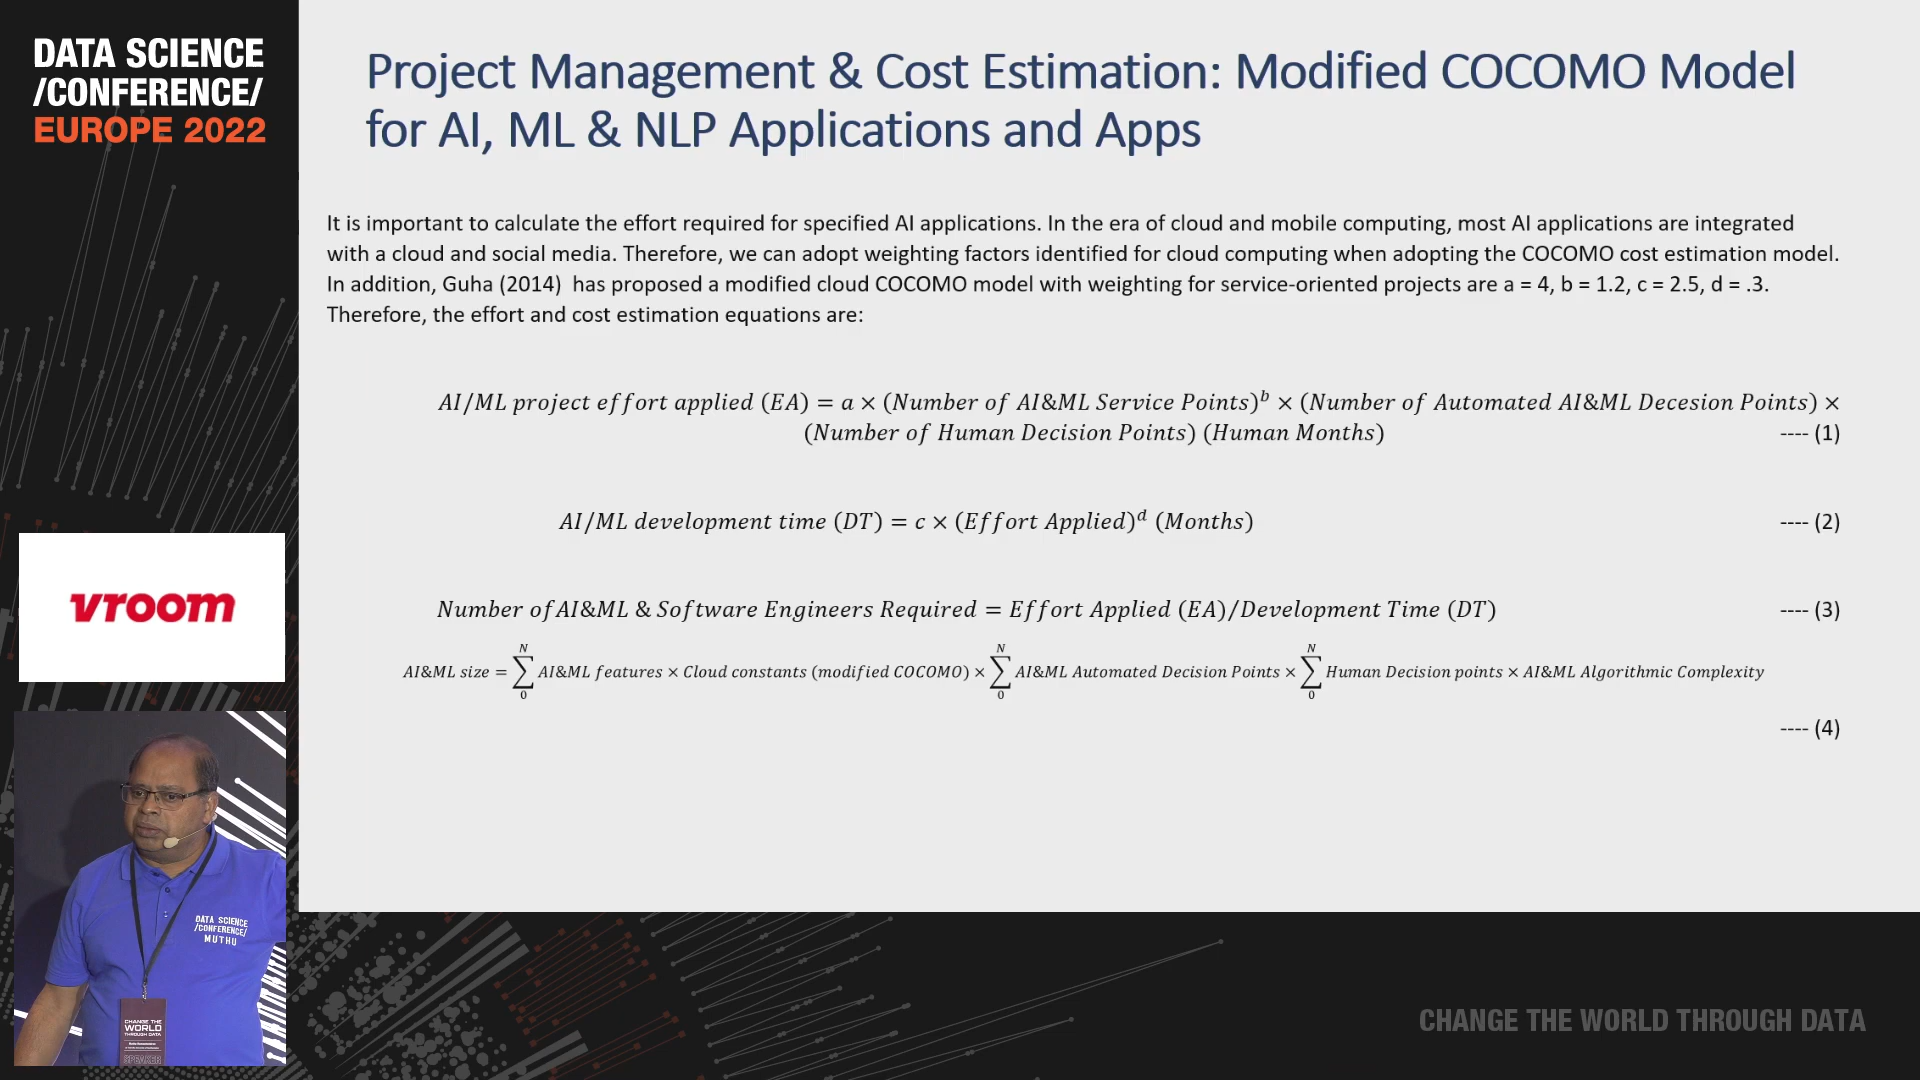 DATA SCIENCE
/CONFERENCE/
EUROPE 2022
Project Management & Cost Estimation: Modified COCOMO Model
for AI, ML & NLP Applications and Apps
It is important to calculate the effort required for specified AI applications. In the era of cloud and mobile computing, most AI applications are integrated
with a cloud and social media. Therefore, we can adopt weighting factors identified for cloud computing when adopting the COCOMO cost estimation model.
In addition, Guha (2014) has proposed a modified cloud COCOMO model with weighting for service-oriented projects are a = 4, b = 1.2, c = 2.5, d = .3.
Therefore, the effort and cost estimation equations are:
AI/ML project effort applied (EA) = a × (Number of AI&ML Service Points)^b × (Number of Automated AI&ML Decesion Points) ×
(Number of Human Decision Points) (Human Months) ---- (1)
AI/ML development time (DT) = c × (Effort Applied)^d (Months) ---- (2)
Number of AI&ML & Software Engineers Required = Effort Applied (EA)/Development Time (DT) ---- (3)
AI&ML size = ∑_0^N AI&ML features × Cloud constants (modified COCOMO) × ∑_0^N AI&ML Automated Decision Points × ∑_0^N Human Decision points × AI&ML Algorithmic Complexity
---- (4)
vroom
DATA SCIENCE
/CONFERENCE/
MUTHU
CHANGE THE
WORLD
THROUGH DATA
SPEAKER
CHANGE THE WORLD THROUGH DATA